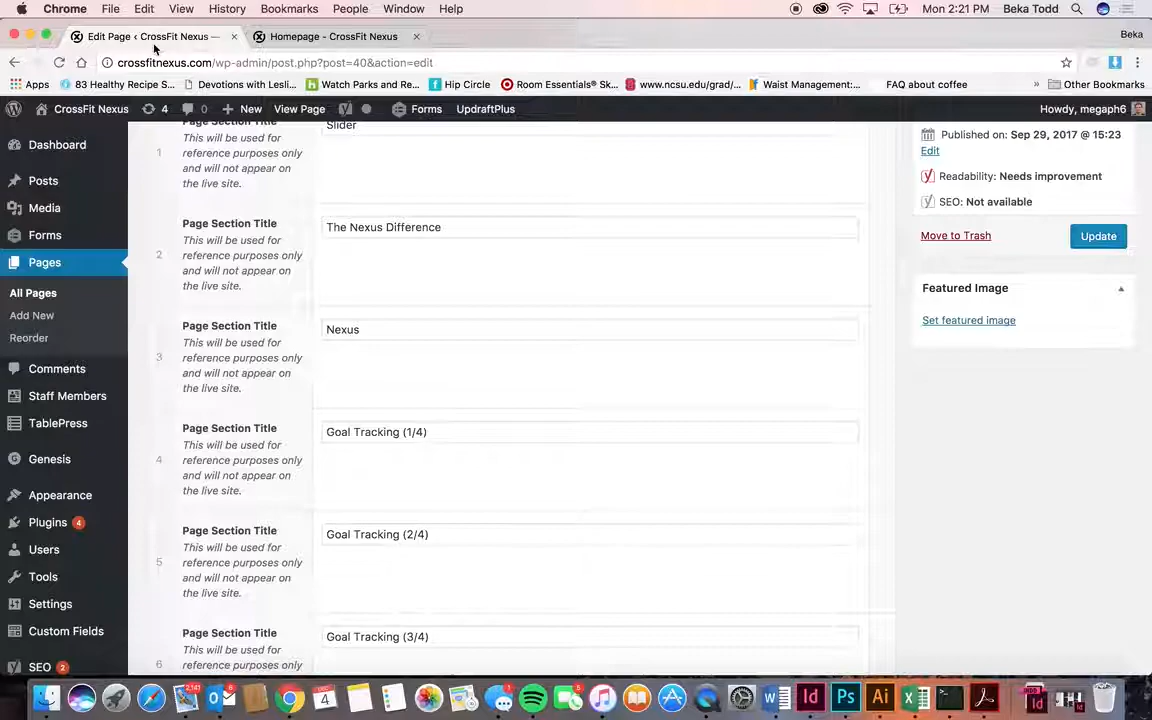 Chrome File Edit View History Bookmarks People Window Help Mon 2:21 PM Beka Todd
Edit Page ‹ CrossFit Nexus — × Homepage - CrossFit Nexus × Beka
crossfitnexus.com/wp-admin/post.php?post=40&action=edit
Apps 83 Healthy Recipe S... Devotions with Lesli... Watch Parks and Re... Hip Circle Room Essentials® Sk... www.ncsu.edu/grad/... Waist Management:... FAQ about coffee » Other Bookmarks
CrossFit Nexus 4 0 + New View Page Forms UpdraftPlus Howdy, megaph6
Dashboard
Posts
Media
Forms
Pages
All Pages
Add New
Reorder
Comments
Staff Members
TablePress
Genesis
Appearance
Plugins 4
Users
Tools
Settings
Custom Fields
SEO 2
Page Section Title
Slider
1
This will be used for
reference purposes only
and will not appear on
the live site.
Page Section Title
The Nexus Difference
2
This will be used for
reference purposes only
and will not appear on
the live site.
Page Section Title
Nexus
3
This will be used for
reference purposes only
and will not appear on
the live site.
Page Section Title
Goal Tracking (1/4)
4
This will be used for
reference purposes only
and will not appear on
the live site.
Page Section Title
Goal Tracking (2/4)
5
This will be used for
reference purposes only
and will not appear on
the live site.
Page Section Title
Goal Tracking (3/4)
6
This will be used for
reference purposes only
Published on: Sep 29, 2017 @ 15:23
Edit
Readability: Needs improvement
SEO: Not available
Move to Trash Update
Featured Image
Set featured image